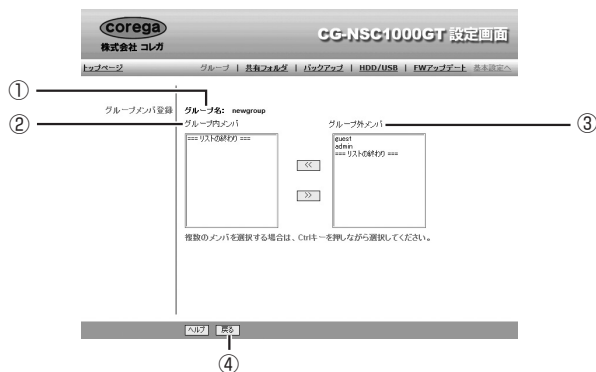 corega
株式会社 コレガ
CG-NSC1000GT 設定画面
トップページ
グループ | 共有フォルダ | バックアップ | HDD/USB | FWアップデート 基本設定へ
①
グループメンバ登録
グループ名: newgroup
②
グループ内メンバ
グループ外メンバ
③
=== リストの終わり ===
guest
admin
=== リストの終わり ===
<<
>>
複数のメンバを選択する場合は、Ctrlキーを押しながら選択してください。
ヘルプ 戻る
④